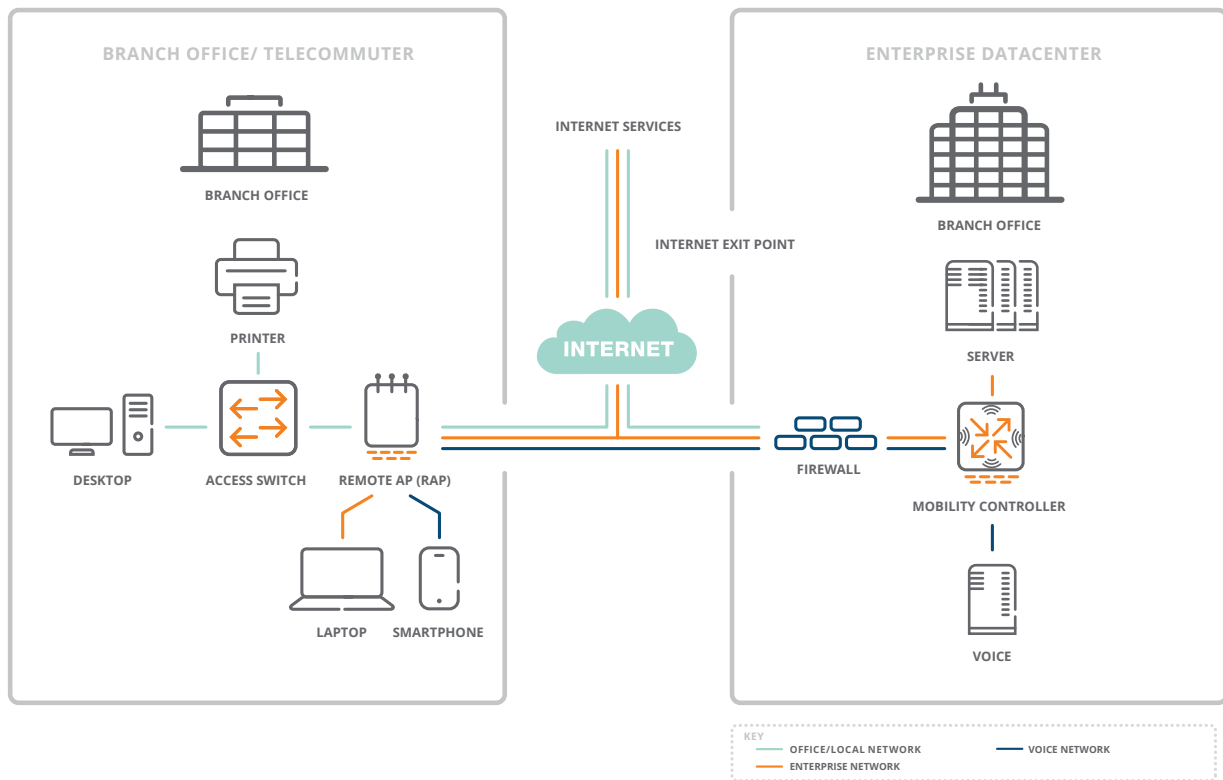 BRANCH OFFICE/ TELECOMMUTER
BRANCH OFFICE
PRINTER
DESKTOP
ACCESS SWITCH
REMOTE AP (RAP)
LAPTOP
SMARTPHONE
INTERNET SERVICES
INTERNET EXIT POINT
INTERNET
ENTERPRISE DATACENTER
BRANCH OFFICE
SERVER
FIREWALL
MOBILITY CONTROLLER
VOICE
KEY
OFFICE/LOCAL NETWORK
VOICE NETWORK
ENTERPRISE NETWORK